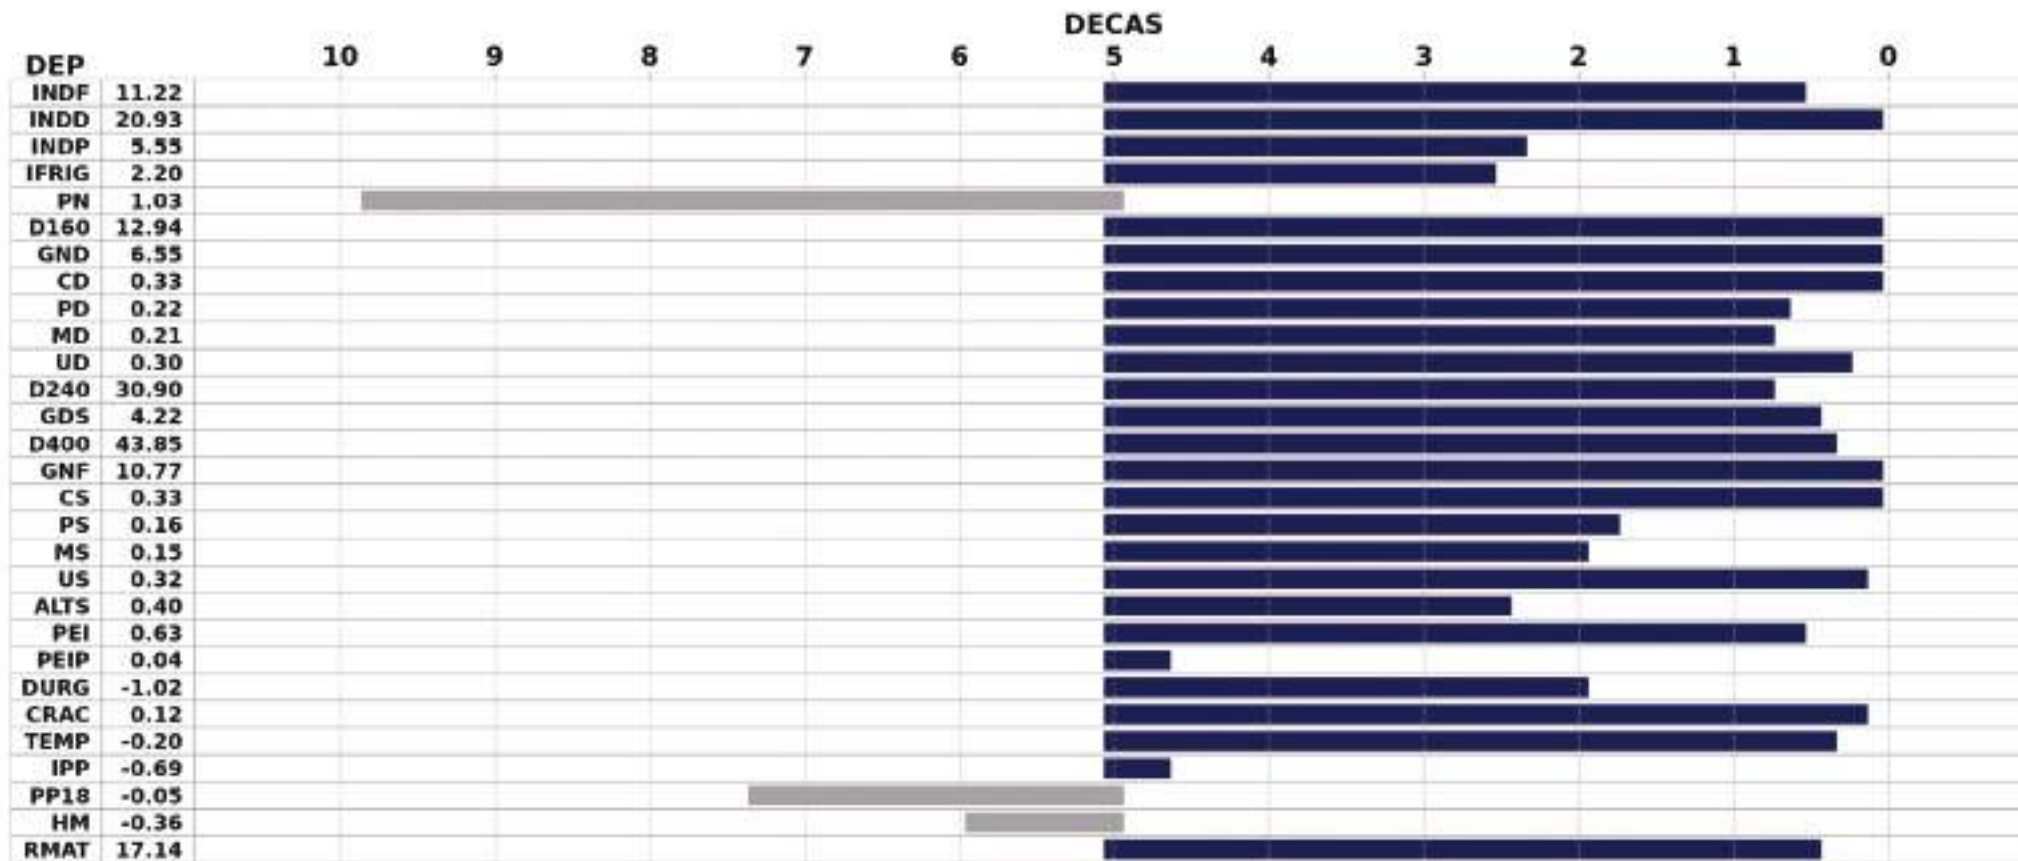 DECAS
DEP 10 9 8 7 6 5 4 3 2 1 0
INDF 11.22
INDD 20.93
INDP 5.55
IFRIG 2.20
PN 1.03
D160 12.94
GND 6.55
CD 0.33
PD 0.22
MD 0.21
UD 0.30
D240 30.90
GDS 4.22
D400 43.85
GNF 10.77
CS 0.33
PS 0.16
MS 0.15
US 0.32
ALTS 0.40
PEI 0.63
PEIP 0.04
DURG -1.02
CRAC 0.12
TEMP -0.20
IPP -0.69
PP18 -0.05
HM -0.36
RMAT 17.14